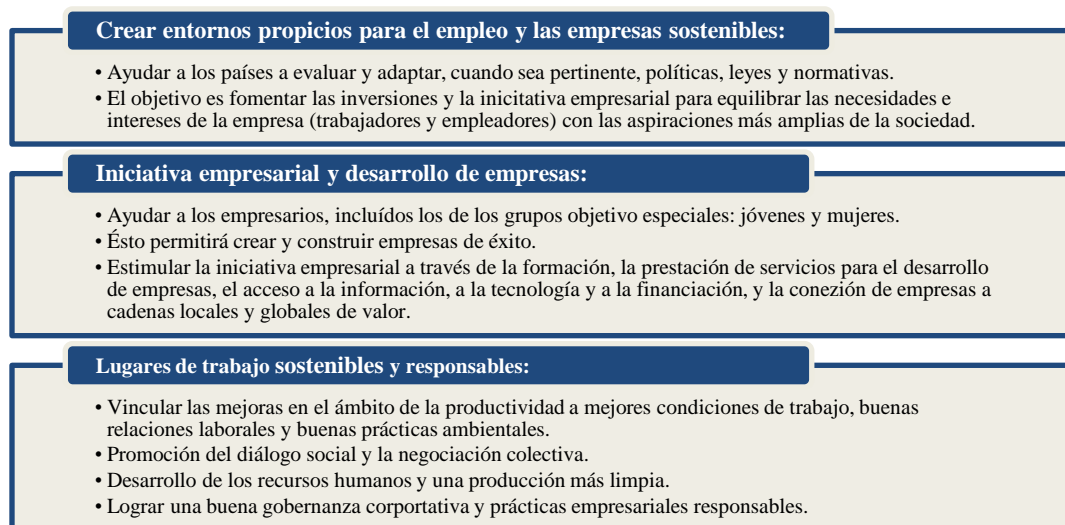 Crear entornos propicios para el empleo y las empresas sostenibles:
• Ayudar a los países a evaluar y adaptar, cuando sea pertinente, políticas, leyes y normativas.
• El objetivo es fomentar las inversiones y la inicitativa empresarial para equilibrar las necesidades e
intereses de la empresa (trabajadores y empleadores) con las aspiraciones más amplias de la sociedad.
Iniciativa empresarial y desarrollo de empresas:
• Ayudar a los empresarios, incluídos los de los grupos objetivo especiales: jóvenes y mujeres.
• Ésto permitirá crear y construir empresas de éxito.
• Estimular la iniciativa empresarial a través de la formación, la prestación de servicios para el desarrollo
de empresas, el acceso a la información, a la tecnología y a la financiación, y la conezión de empresas a
cadenas locales y globales de valor.
Lugares de trabajo sostenibles y responsables:
• Vincular las mejoras en el ámbito de la productividad a mejores condiciones de trabajo, buenas
relaciones laborales y buenas prácticas ambientales.
• Promoción del diálogo social y la negociación colectiva.
• Desarrollo de los recursos humanos y una producción más limpia.
• Lograr una buena gobernanza corportativa y prácticas empresariales responsables.